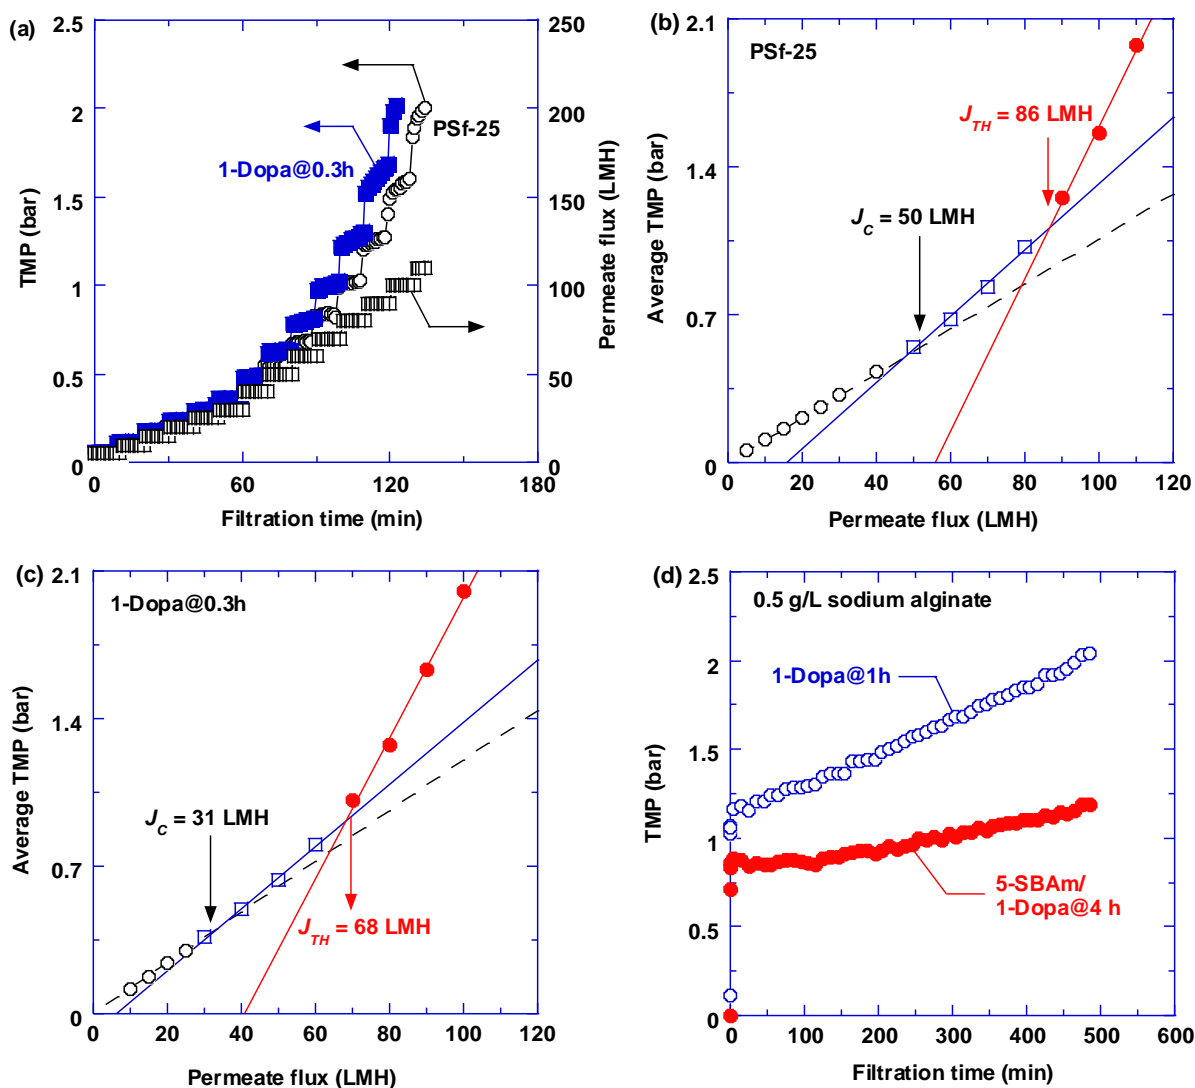 (a)
2.5
2
1.5
1
0.5
0
TMP (bar)
250
200
150
100
50
0
Permeate flux (LMH)
PSf-25
1-Dopa@0.3h
0 60 120 180
Filtration time (min)
(b)
2.1
1.4
0.7
0
Average TMP (bar)
PSf-25
J_TH = 86 LMH
J_C = 50 LMH
0 20 40 60 80 100 120
Permeate flux (LMH)
(c)
2.1
1.4
0.7
0
Average TMP (bar)
1-Dopa@0.3h
J_C = 31 LMH
J_TH = 68 LMH
0 20 40 60 80 100 120
Permeate flux (LMH)
(d)
2.5
2
1.5
1
0.5
0
TMP (bar)
0.5 g/L sodium alginate
1-Dopa@1h
5-SBAm/
1-Dopa@4 h
0 100 200 300 400 500 600
Filtration time (min)